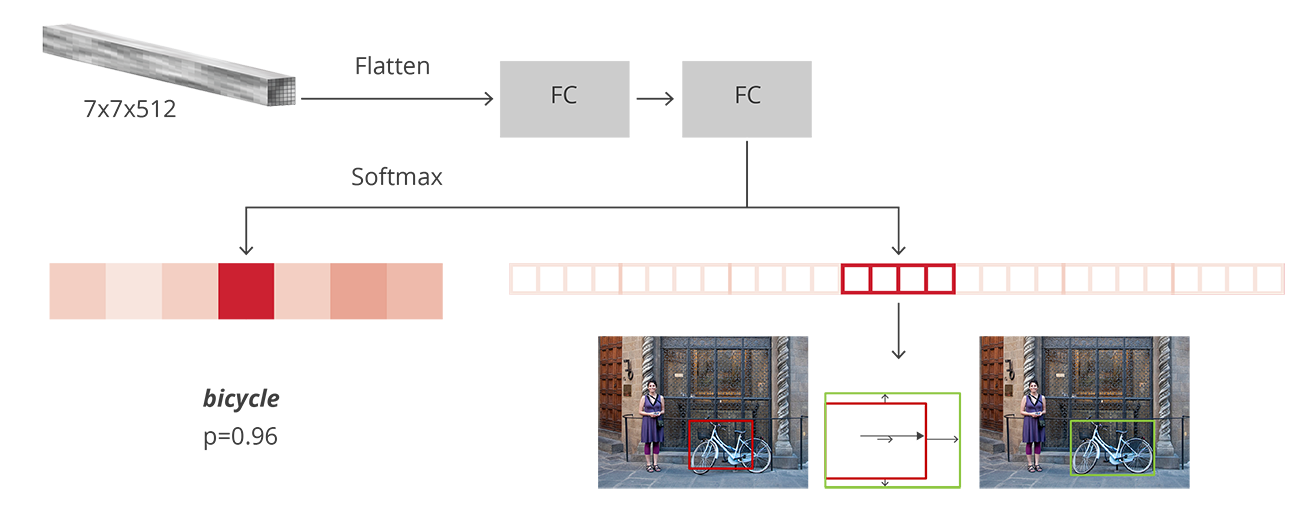 7x7x512
Flatten
FC
FC
Softmax
bicycle
p=0.96